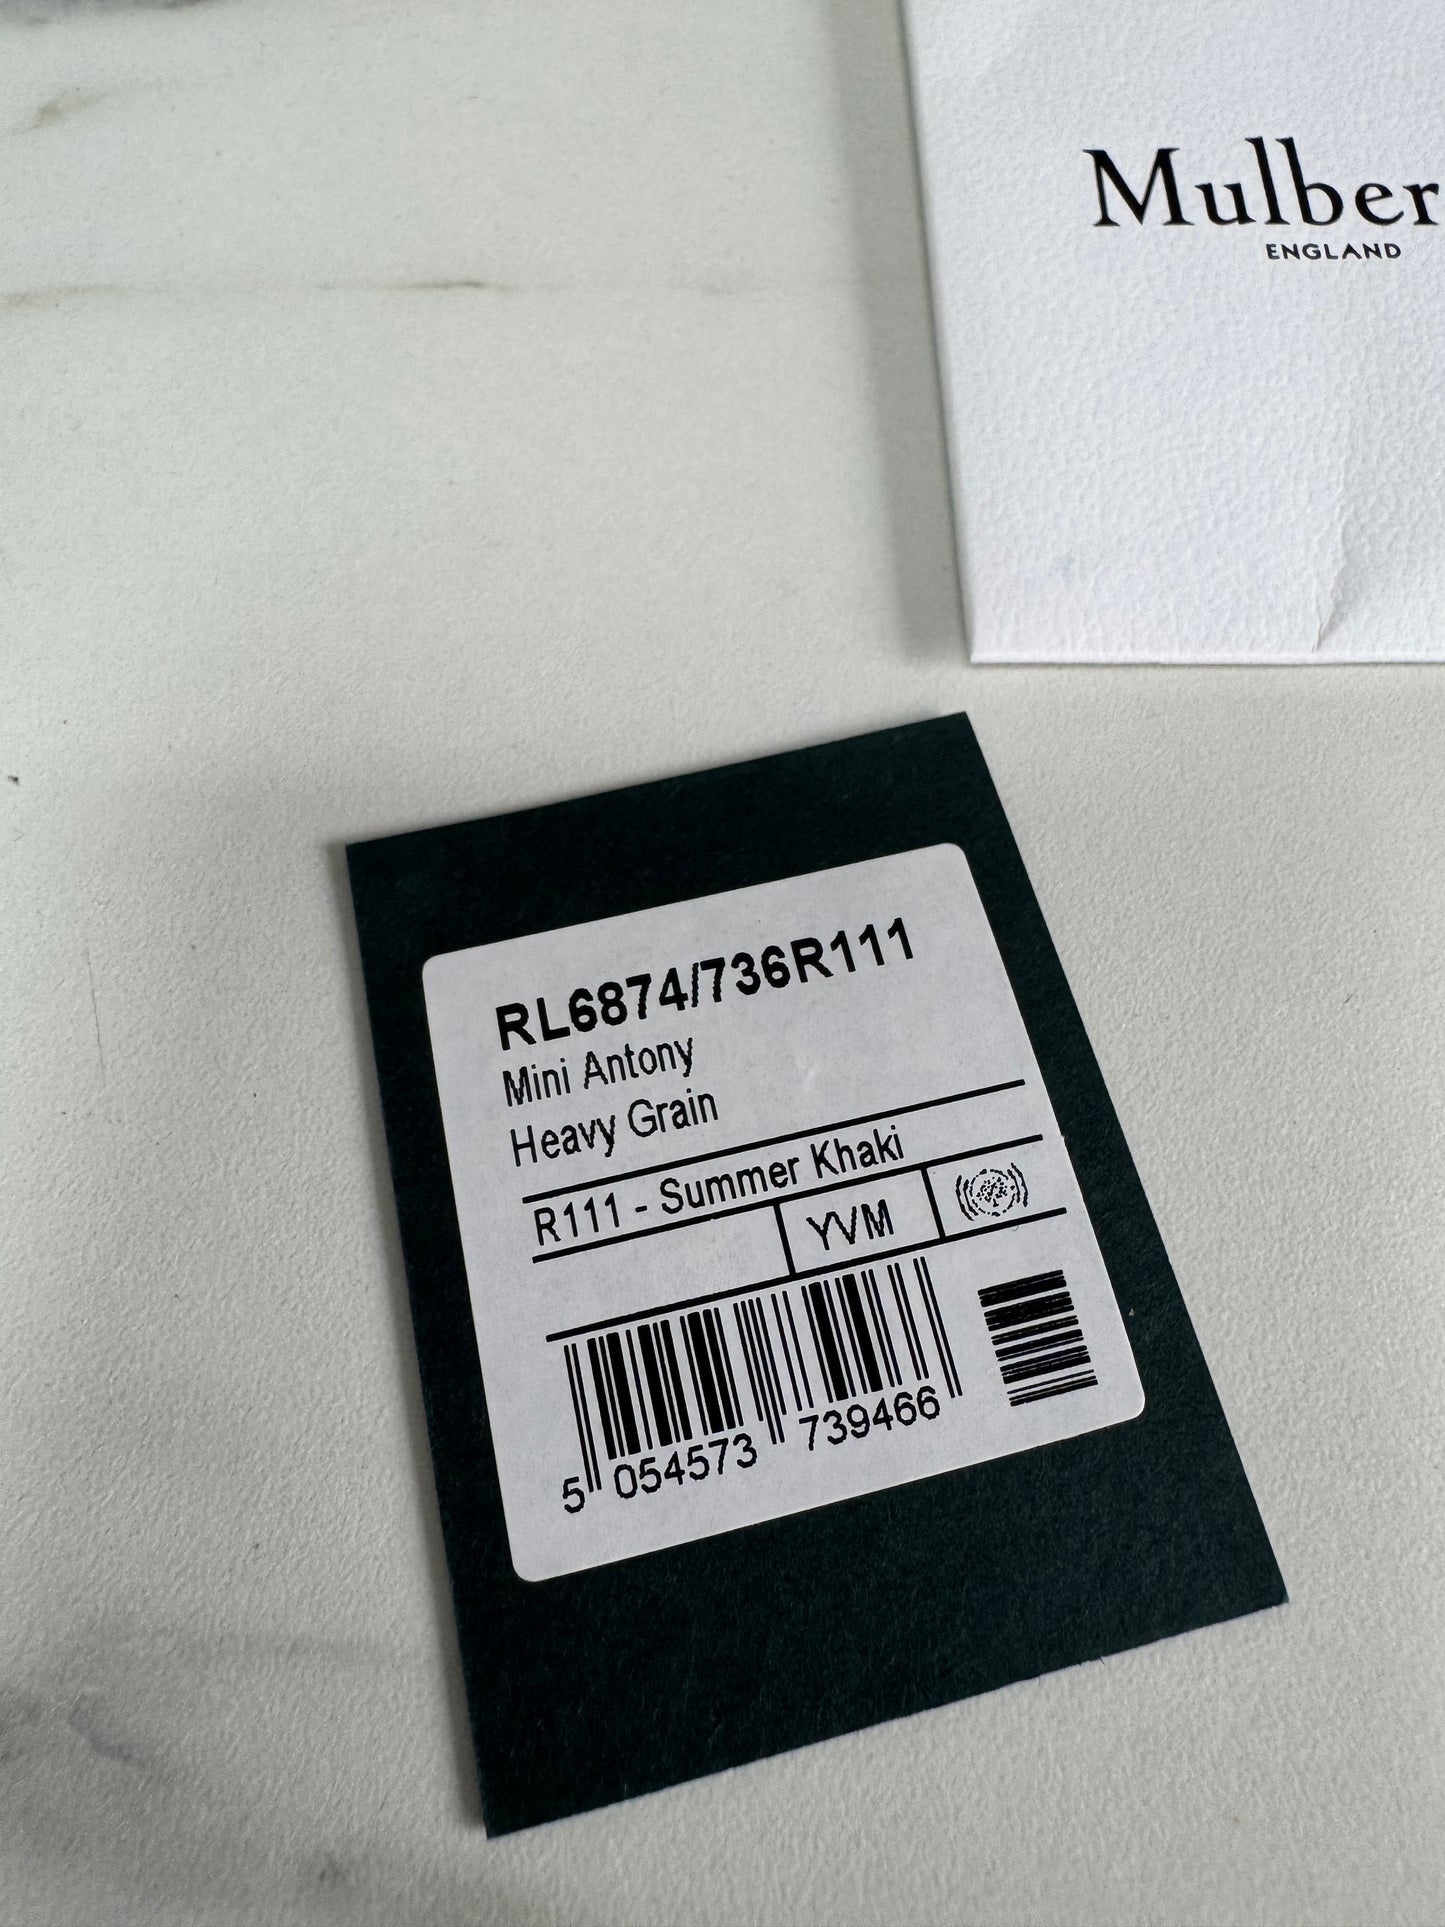 Mulber
ENGLAND
RL6874/736R111
Mini Antony
Heavy Grain
R111 - Summer Khaki
YVM
5 054573 739466